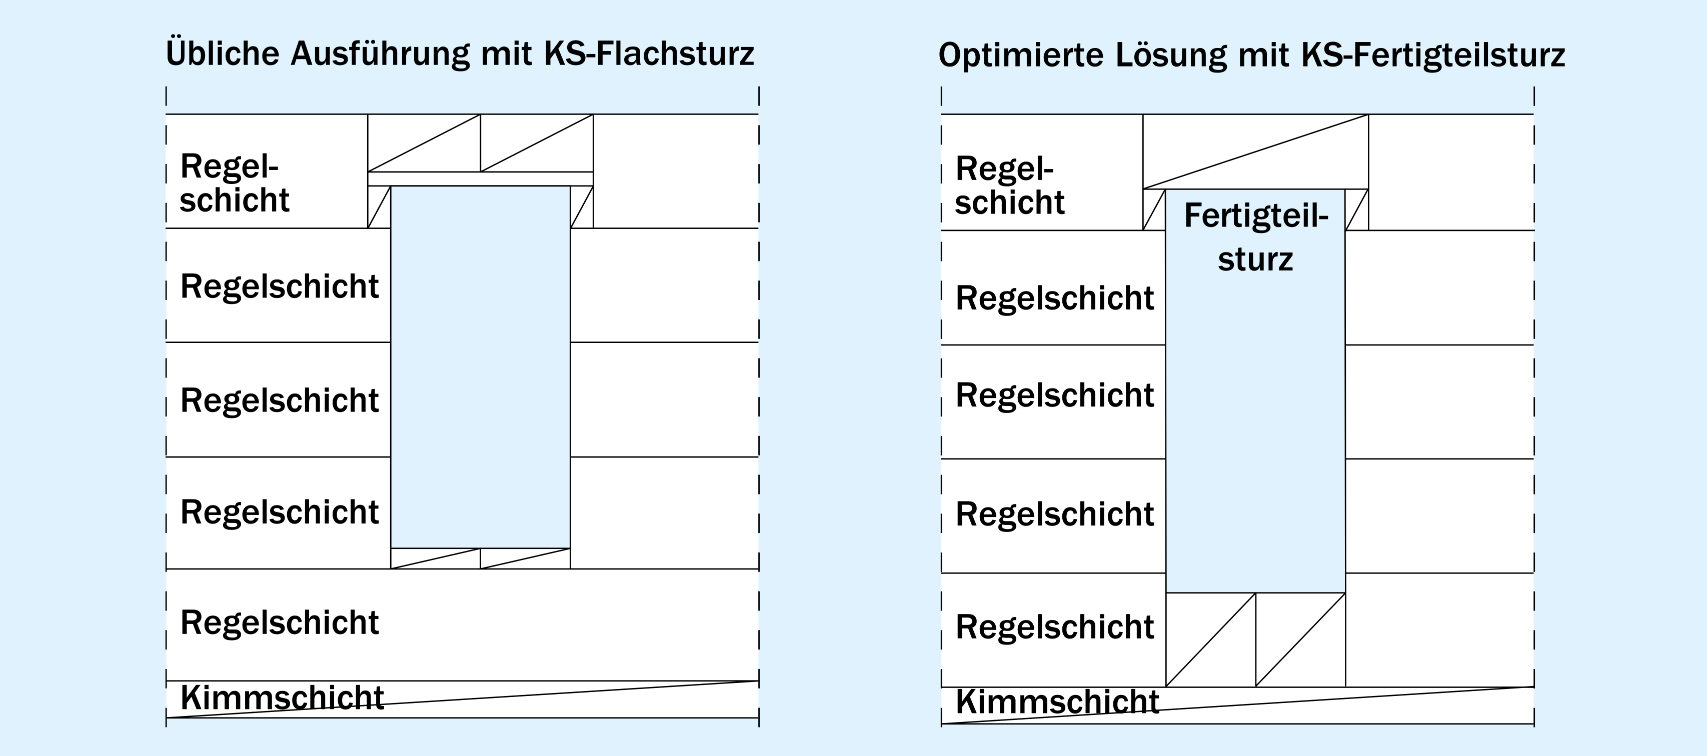 Übliche Ausführung mit KS-Flachsturz
Regel-
schicht
Regelschicht
Regelschicht
Regelschicht
Regelschicht
Kimmschicht
Optimierte Lösung mit KS-Fertigteilsturz
Regel-
schicht
Fertigteil-
sturz
Regelschicht
Regelschicht
Regelschicht
Regelschicht
Kimmschicht